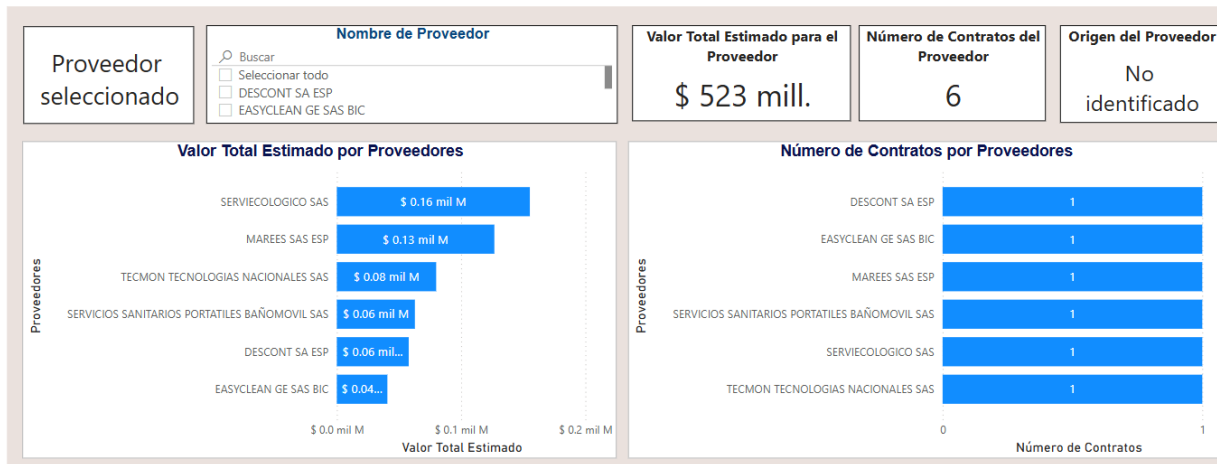 Proveedor
seleccionado
Nombre de Proveedor
Buscar
Seleccionar todo
DESCONT SA ESP
EASYCLEAN GE SAS BIC
Valor Total Estimado para el
Proveedor
$ 523 mill.
Número de Contratos del
Proveedor
6
Origen del Proveedor
No
identificado
Valor Total Estimado por Proveedores
Proveedores
SERVIECOLOGICO SAS
$ 0.16 mil M
MAREES SAS ESP
$ 0.13 mil M
TECMON TECNOLOGIAS NACIONALES SAS
$ 0.08 mil M
SERVICIOS SANITARIOS PORTATILES BAÑOMOVIL SAS
$ 0.06 mil M
DESCONT SA ESP
$ 0.06 mil...
EASYCLEAN GE SAS BIC
$ 0.04...
$ 0.0 mil M
$ 0.1 mil M
$ 0.2 mil M
Valor Total Estimado
Número de Contratos por Proveedores
Proveedores
DESCONT SA ESP
1
EASYCLEAN GE SAS BIC
1
MAREES SAS ESP
1
SERVICIOS SANITARIOS PORTATILES BAÑOMOVIL SAS
1
SERVIECOLOGICO SAS
1
TECMON TECNOLOGIAS NACIONALES SAS
1
0
1
Número de Contratos